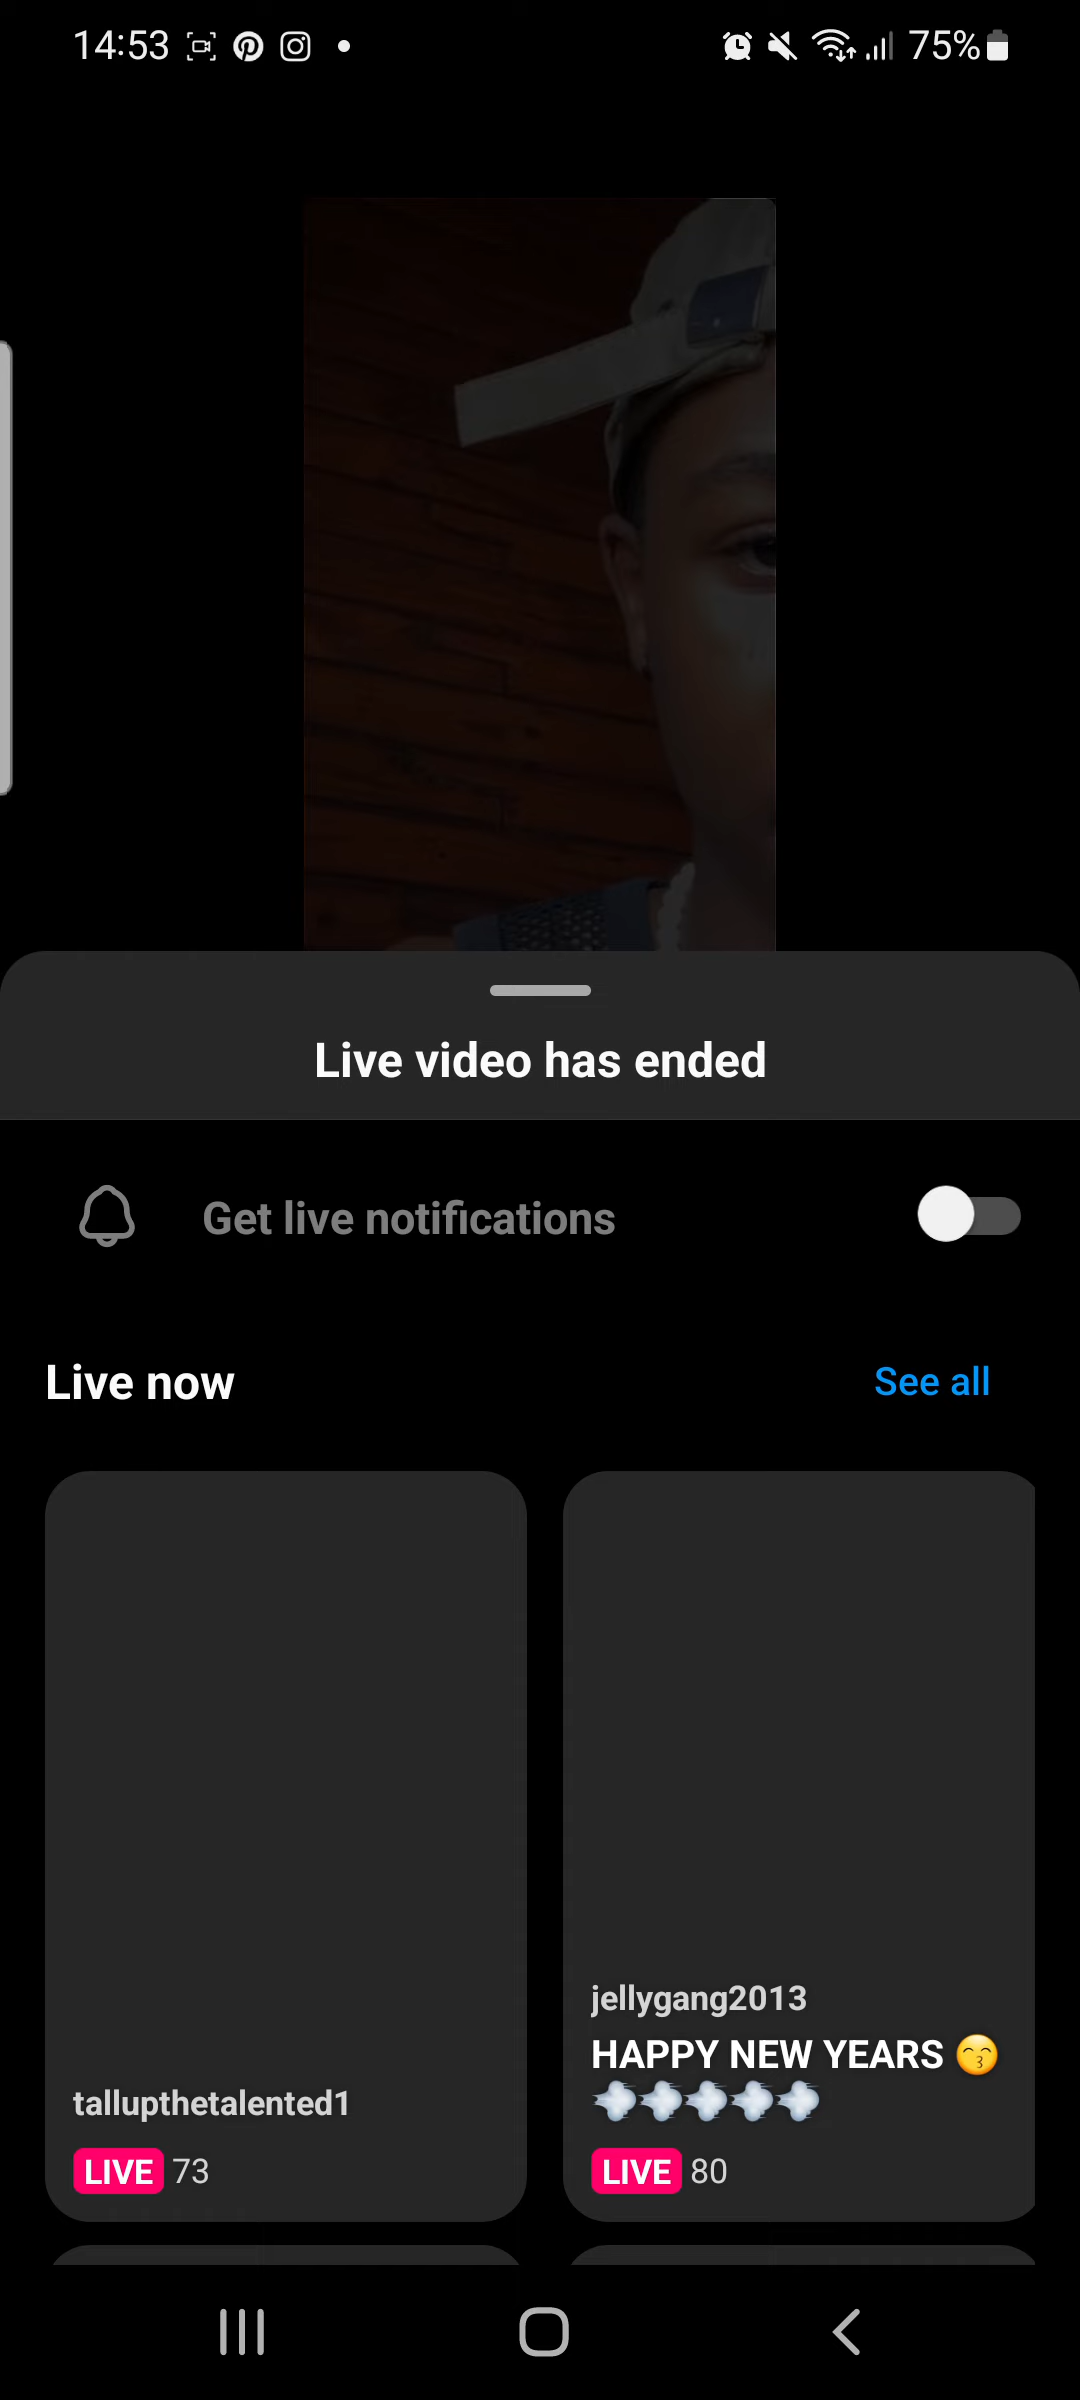 14:53 75%
Live video has ended
Get live notifications
Live now See all
tallupthetalented1
LIVE 73
jellygang2013
HAPPY NEW YEARS 😙
💨💨💨💨💨
LIVE 80